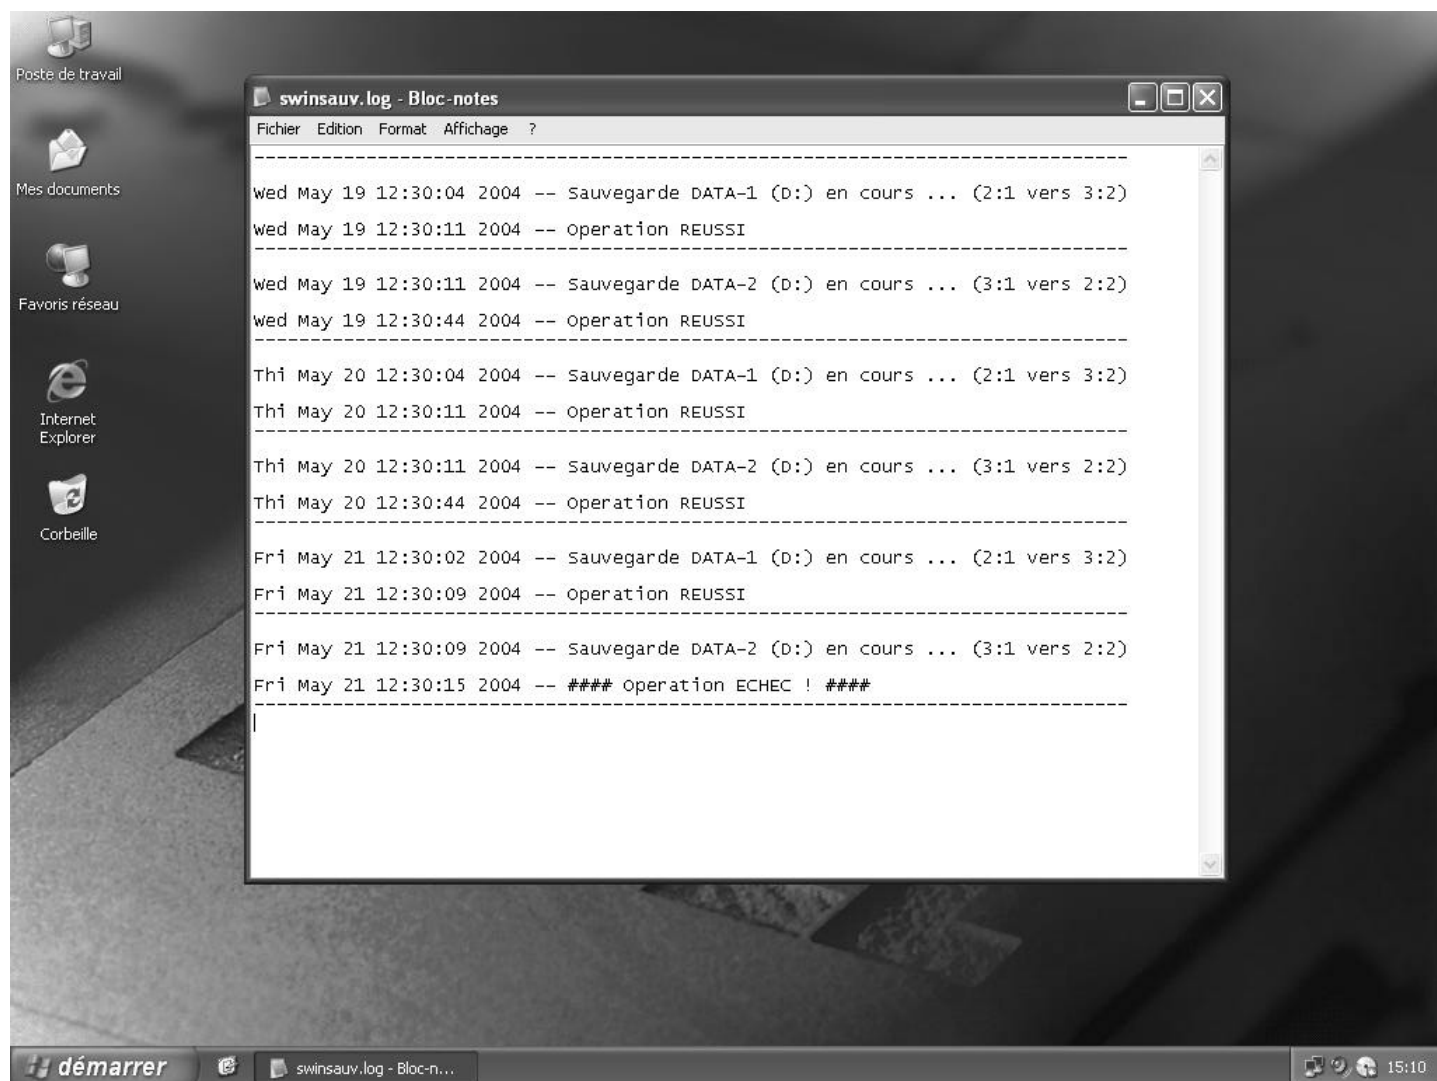 Poste de travail
Mes documents
Favoris réseau
Internet
Explorer
Corbeille
swinsauv.log - Bloc-notes
Fichier Edition Format Affichage ?
------------------------------------------------------------------------------
Wed May 19 12:30:04 2004 -- Sauvegarde DATA-1 (D:) en cours ... (2:1 vers 3:2)
Wed May 19 12:30:11 2004 -- Operation REUSSI
------------------------------------------------------------------------------
Wed May 19 12:30:11 2004 -- Sauvegarde DATA-2 (D:) en cours ... (3:1 vers 2:2)
Wed May 19 12:30:44 2004 -- Operation REUSSI
------------------------------------------------------------------------------
Thi May 20 12:30:04 2004 -- Sauvegarde DATA-1 (D:) en cours ... (2:1 vers 3:2)
Thi May 20 12:30:11 2004 -- Operation REUSSI
------------------------------------------------------------------------------
Thi May 20 12:30:11 2004 -- Sauvegarde DATA-2 (D:) en cours ... (3:1 vers 2:2)
Thi May 20 12:30:44 2004 -- Operation REUSSI
------------------------------------------------------------------------------
Fri May 21 12:30:02 2004 -- Sauvegarde DATA-1 (D:) en cours ... (2:1 vers 3:2)
Fri May 21 12:30:09 2004 -- Operation REUSSI
------------------------------------------------------------------------------
Fri May 21 12:30:09 2004 -- Sauvegarde DATA-2 (D:) en cours ... (3:1 vers 2:2)
Fri May 21 12:30:15 2004 -- #### Operation ECHEC ! ####
------------------------------------------------------------------------------
démarrer
swinsauv.log - Bloc-n...
15:10